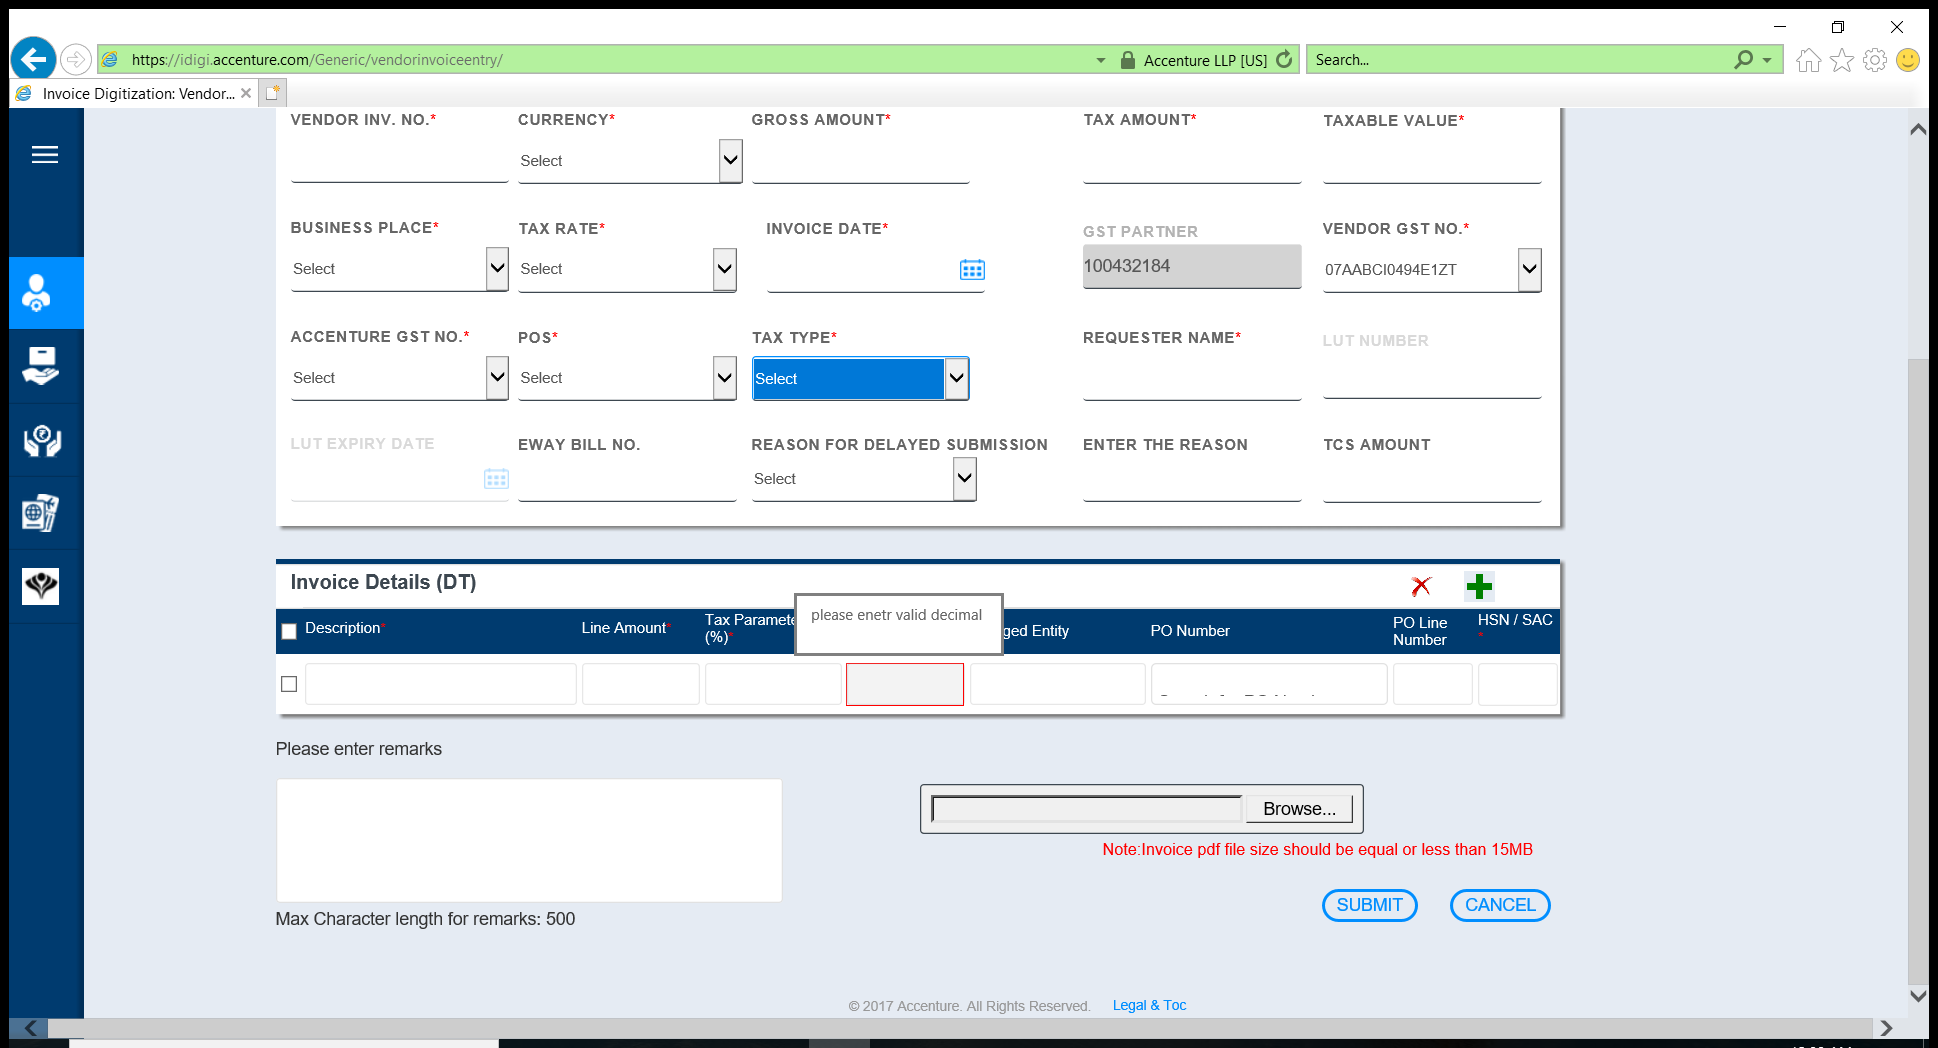 https://idigi.accenture.com/Generic/vendorinvoiceentry/
Accenture LLP [US]
Search...
Invoice Digitization: Vendor...
VENDOR INV. NO.* CURRENCY* GROSS AMOUNT* TAX AMOUNT* TAXABLE VALUE*
Select
BUSINESS PLACE* TAX RATE* INVOICE DATE* GST PARTNER VENDOR GST NO.*
Select Select 100432184 07AABCI0494E1ZT
ACCENTURE GST NO.* POS* TAX TYPE* REQUESTER NAME* LUT NUMBER
Select Select Select
LUT EXPIRY DATE EWAY BILL NO. REASON FOR DELAYED SUBMISSION ENTER THE REASON TCS AMOUNT
Select
Invoice Details (DT)
please enetr valid decimal
Description* Line Amount* Tax Paramete (%)* ged Entity PO Number PO Line Number HSN / SAC *
Please enter remarks
Browse...
Note:Invoice pdf file size should be equal or less than 15MB
SUBMIT CANCEL
Max Character length for remarks: 500
© 2017 Accenture. All Rights Reserved. Legal & Toc